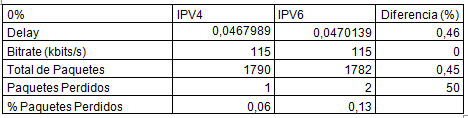 0% IPV4 IPV6 Diferencia (%)
Delay 0,0467989 0,0470139 0,46
Bitrate (kbits/s) 115 115 0
Total de Paquetes 1790 1782 0,45
Paquetes Perdidos 1 2 50
% Paquetes Perdidos 0,06 0,13